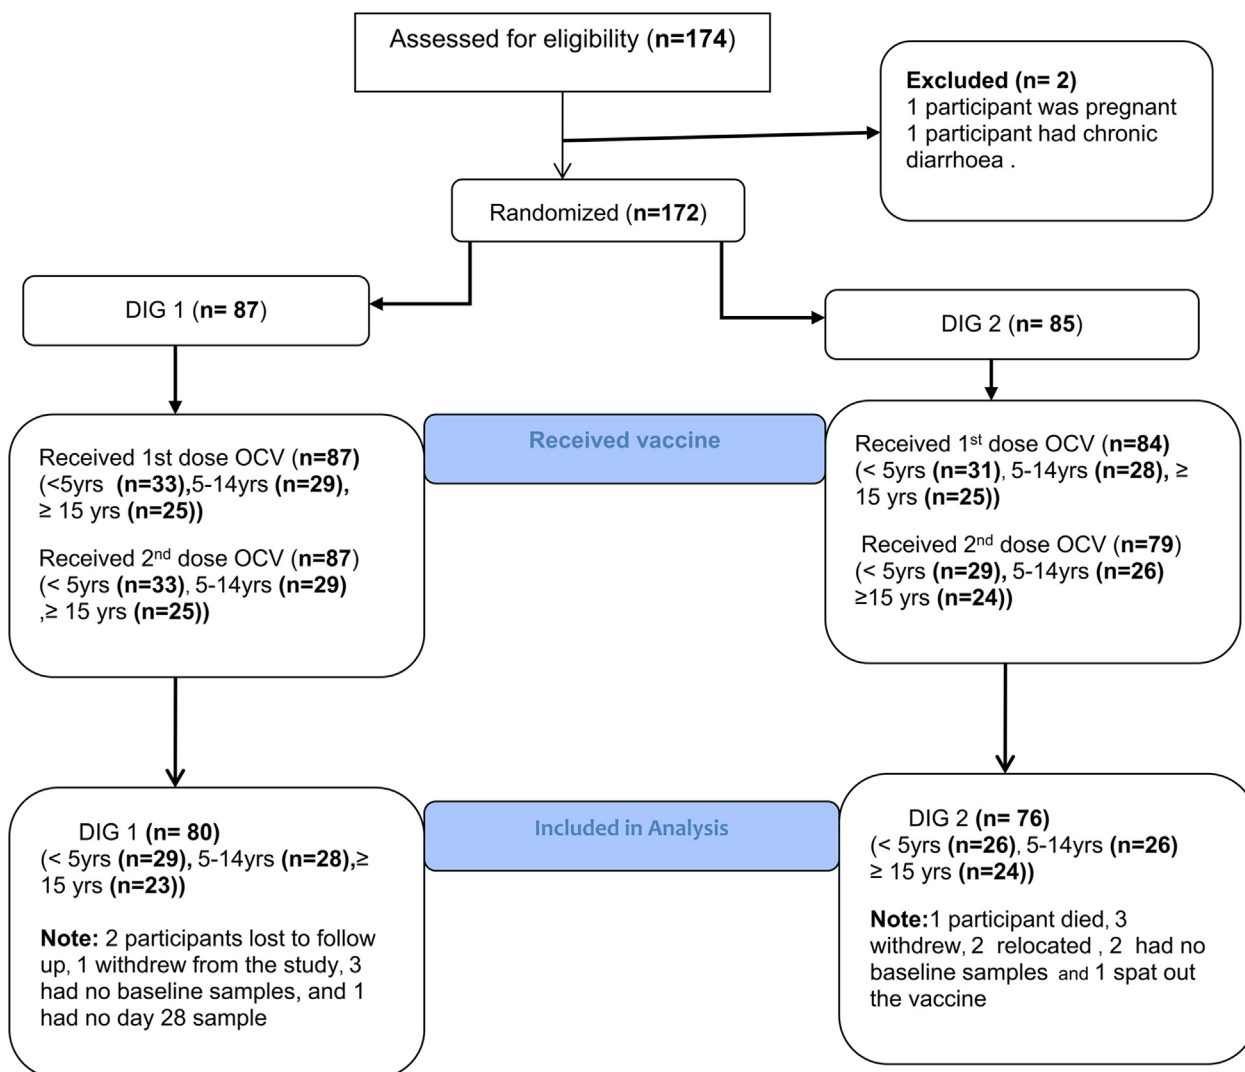 Assessed for eligibility (n=174)
Excluded (n= 2)
1 participant was pregnant
1 participant had chronic
diarrhoea .
Randomized (n=172)
DIG 1 (n= 87)
DIG 2 (n= 85)
Received 1st dose OCV (n=87)
(<5yrs (n=33),5-14yrs (n=29),
≥ 15 yrs (n=25))
Received 2nd dose OCV (n=87)
(< 5yrs (n=33), 5-14yrs (n=29)
,≥ 15 yrs (n=25))
Received vaccine
Received 1st dose OCV (n=84)
(< 5yrs (n=31), 5-14yrs (n=28), ≥
15 yrs (n=25))
Received 2nd dose OCV (n=79)
(< 5yrs (n=29), 5-14yrs (n=26)
≥15 yrs (n=24))
DIG 1 (n= 80)
(< 5yrs (n=29), 5-14yrs (n=28),≥
15 yrs (n=23))
Note: 2 participants lost to follow
up, 1 withdrew from the study, 3
had no baseline samples, and 1
had no day 28 sample
Included in Analysis
DIG 2 (n= 76)
(< 5yrs (n=26), 5-14yrs (n=26)
≥ 15 yrs (n=24))
Note:1 participant died, 3
withdrew, 2 relocated , 2 had no
baseline samples and 1 spat out
the vaccine